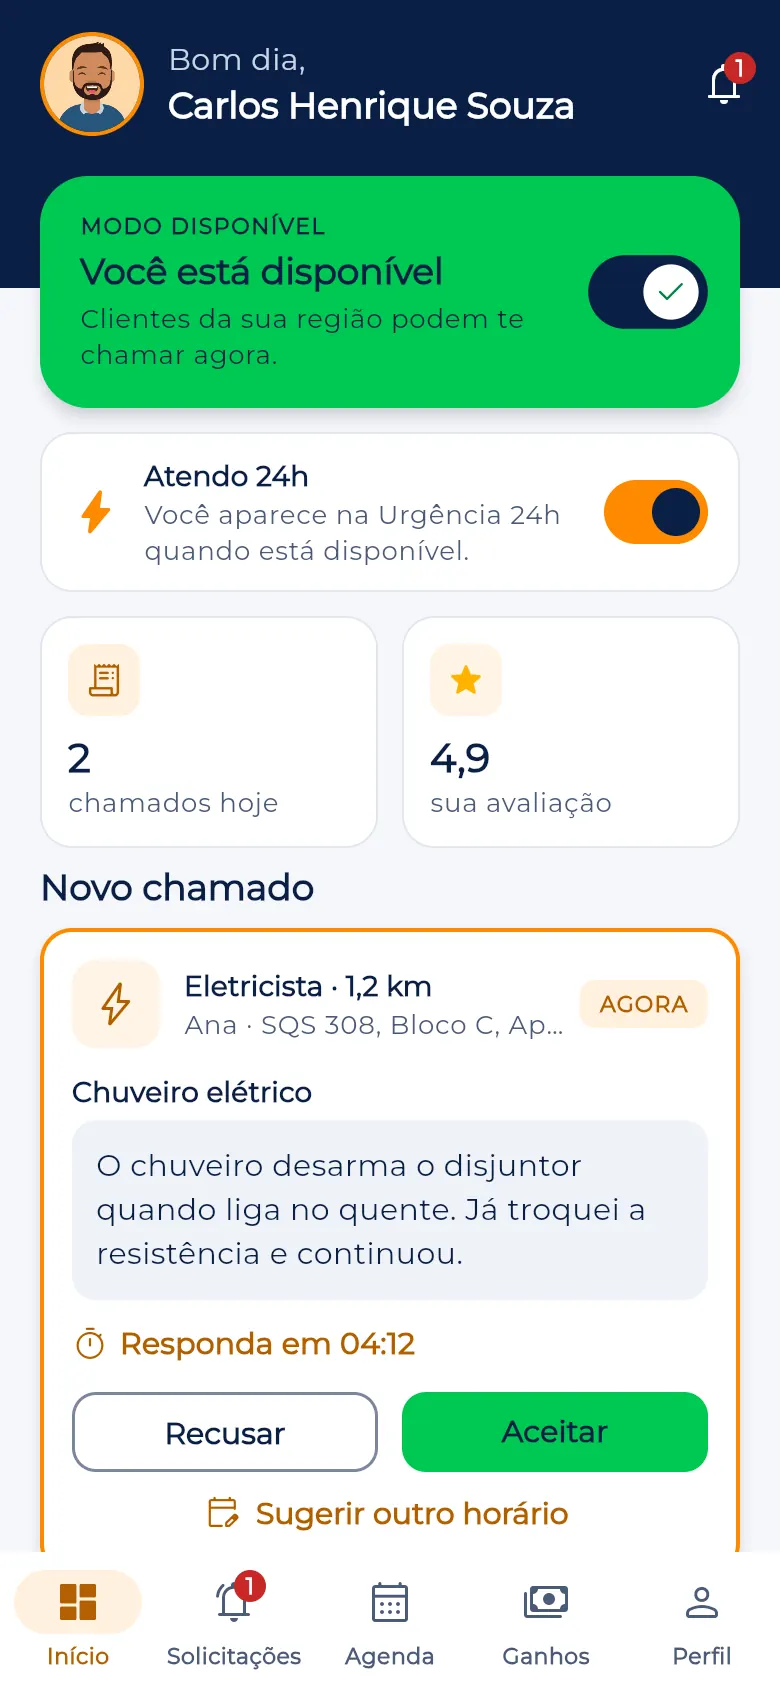 Bom dia,
Carlos Henrique Souza
1
MODO DISPONÍVEL
Você está disponível
Clientes da sua região podem te
chamar agora.
Atendo 24h
Você aparece na Urgência 24h
quando está disponível.
2
chamados hoje
4,9
sua avaliação
Novo chamado
Eletricista · 1,2 km
Ana · SQS 308, Bloco C, Ap...
AGORA
Chuveiro elétrico
O chuveiro desarma o disjuntor
quando liga no quente. Já troquei a
resistência e continuou.
Responda em 04:12
Recusar
Aceitar
Sugerir outro horário
1
Início
Solicitações
Agenda
Ganhos
Perfil